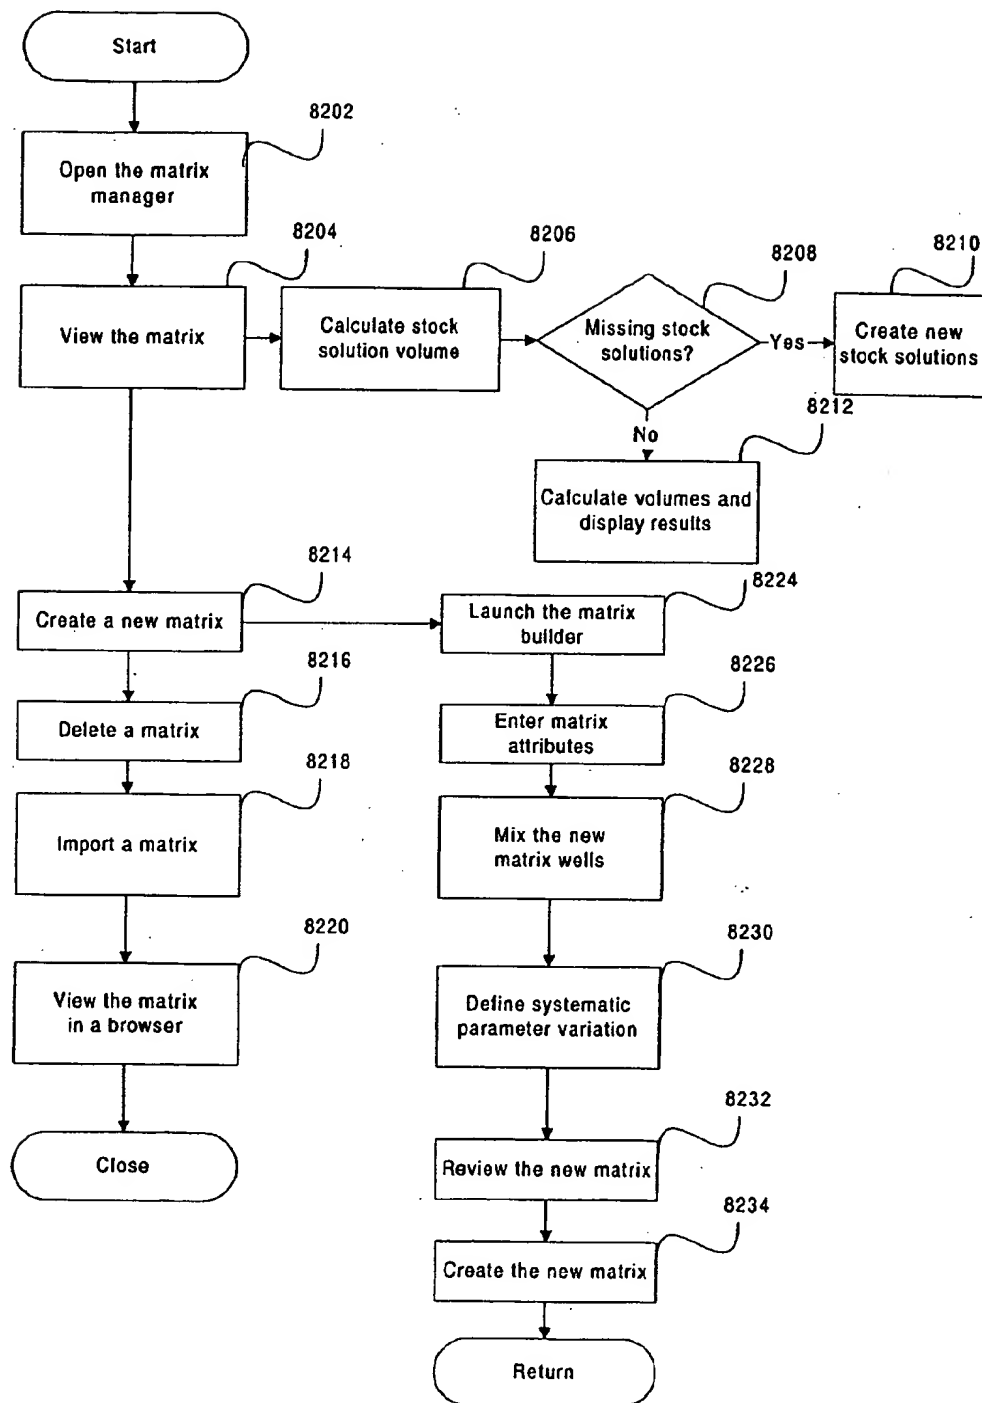 Start
8202
Open the matrix
manager
8204
View the matrix
8206
Calculate stock
solution volume
8208
Missing stock
solutions?
Yes
8210
Create new
stock solutions
No
8212
Calculate volumes and
display results
8214
Create a new matrix
8216
Delete a matrix
8218
Import a matrix
8220
View the matrix
in a browser
Close
8224
Launch the matrix
builder
8226
Enter matrix
attributes
8228
Mix the new
matrix wells
8230
Define systematic
parameter variation
8232
Review the new matrix
8234
Create the new matrix
Return